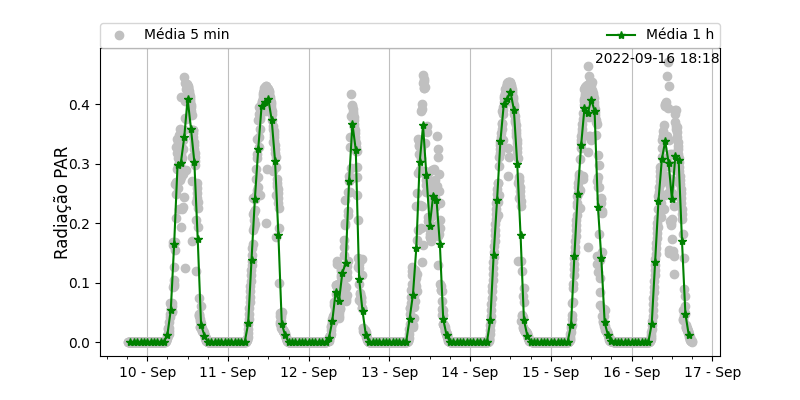 Média 5 min
Média 1 h
2022-09-16 18:18
Radiação PAR
0.4
0.3
0.2
0.1
0.0
10 - Sep
11 - Sep
12 - Sep
13 - Sep
14 - Sep
15 - Sep
16 - Sep
17 - Sep